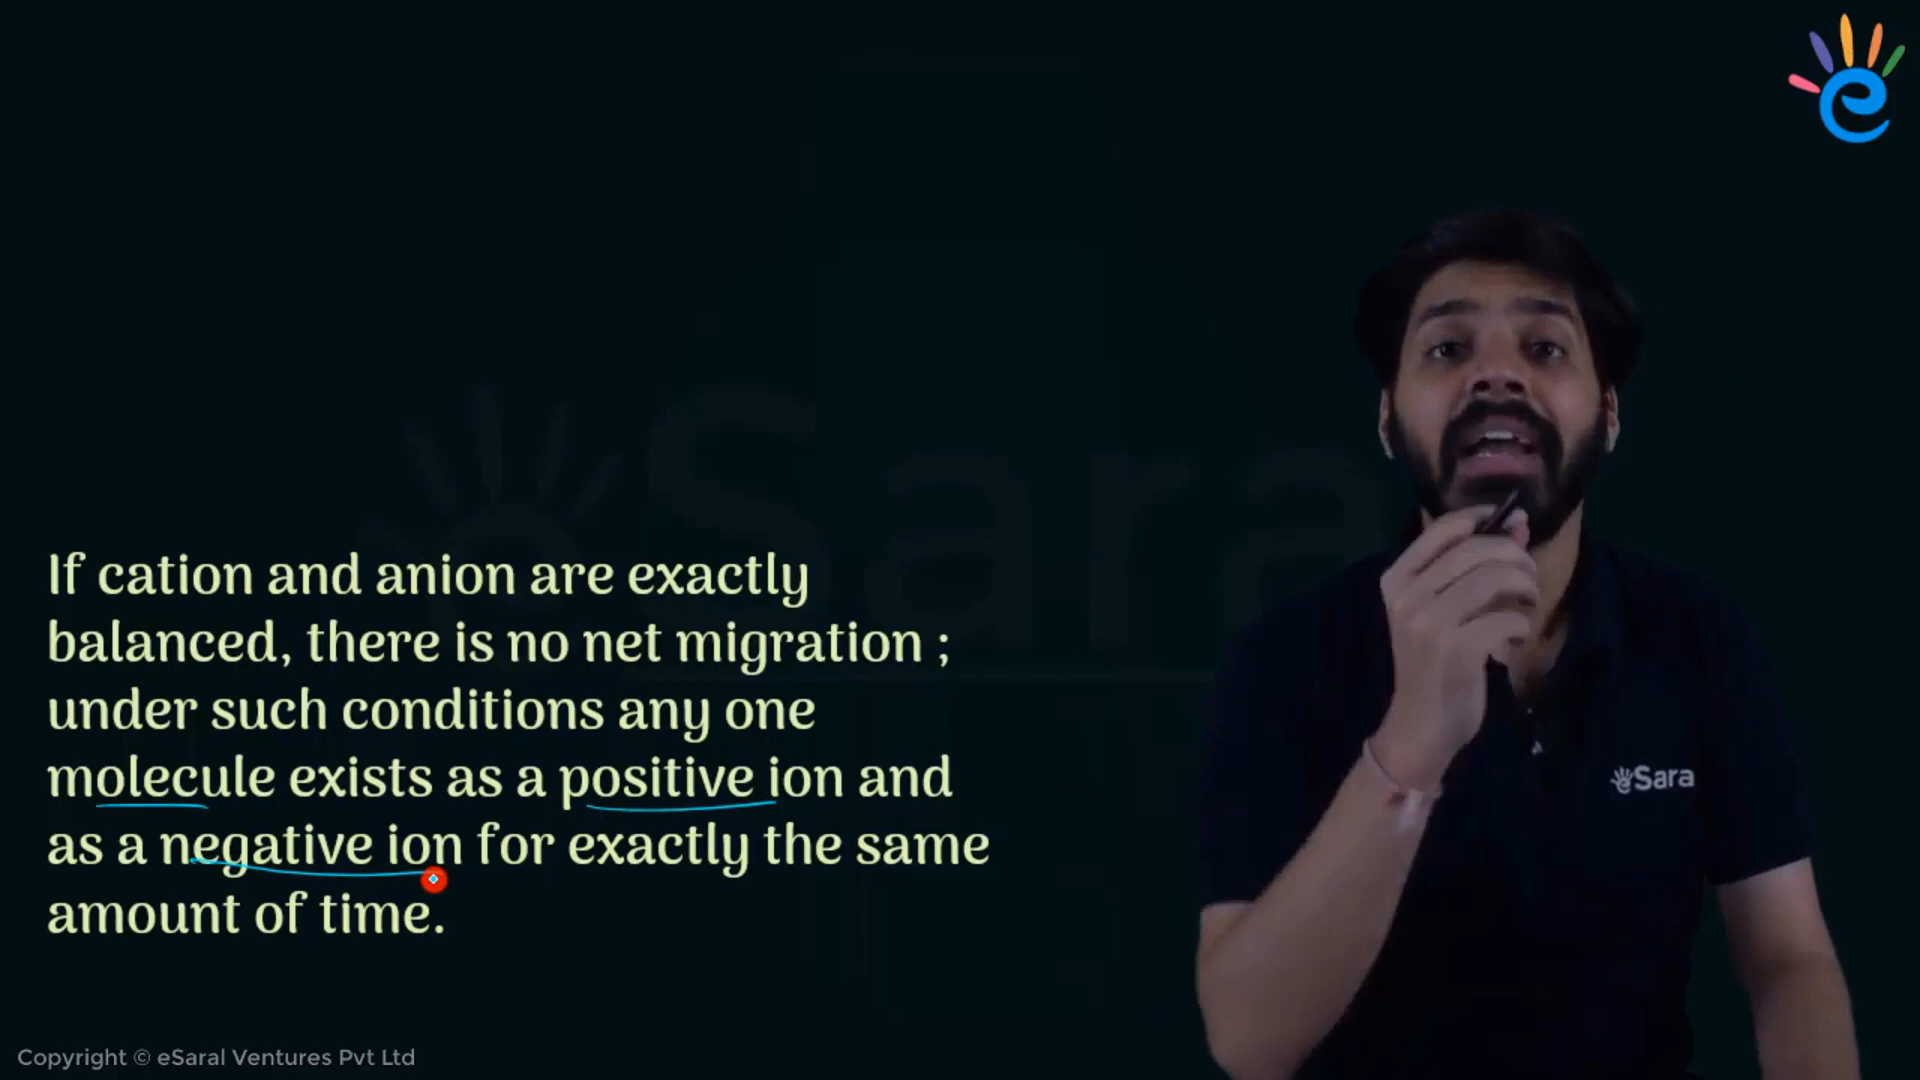 If cation and anion are exactly
balanced, there is no net migration ;
under such conditions any one
molecule exists as a positive ion and
as a negative ion for exactly the same
amount of time.
eSara
Sara
Copyright © eSaral Ventures Pvt Ltd